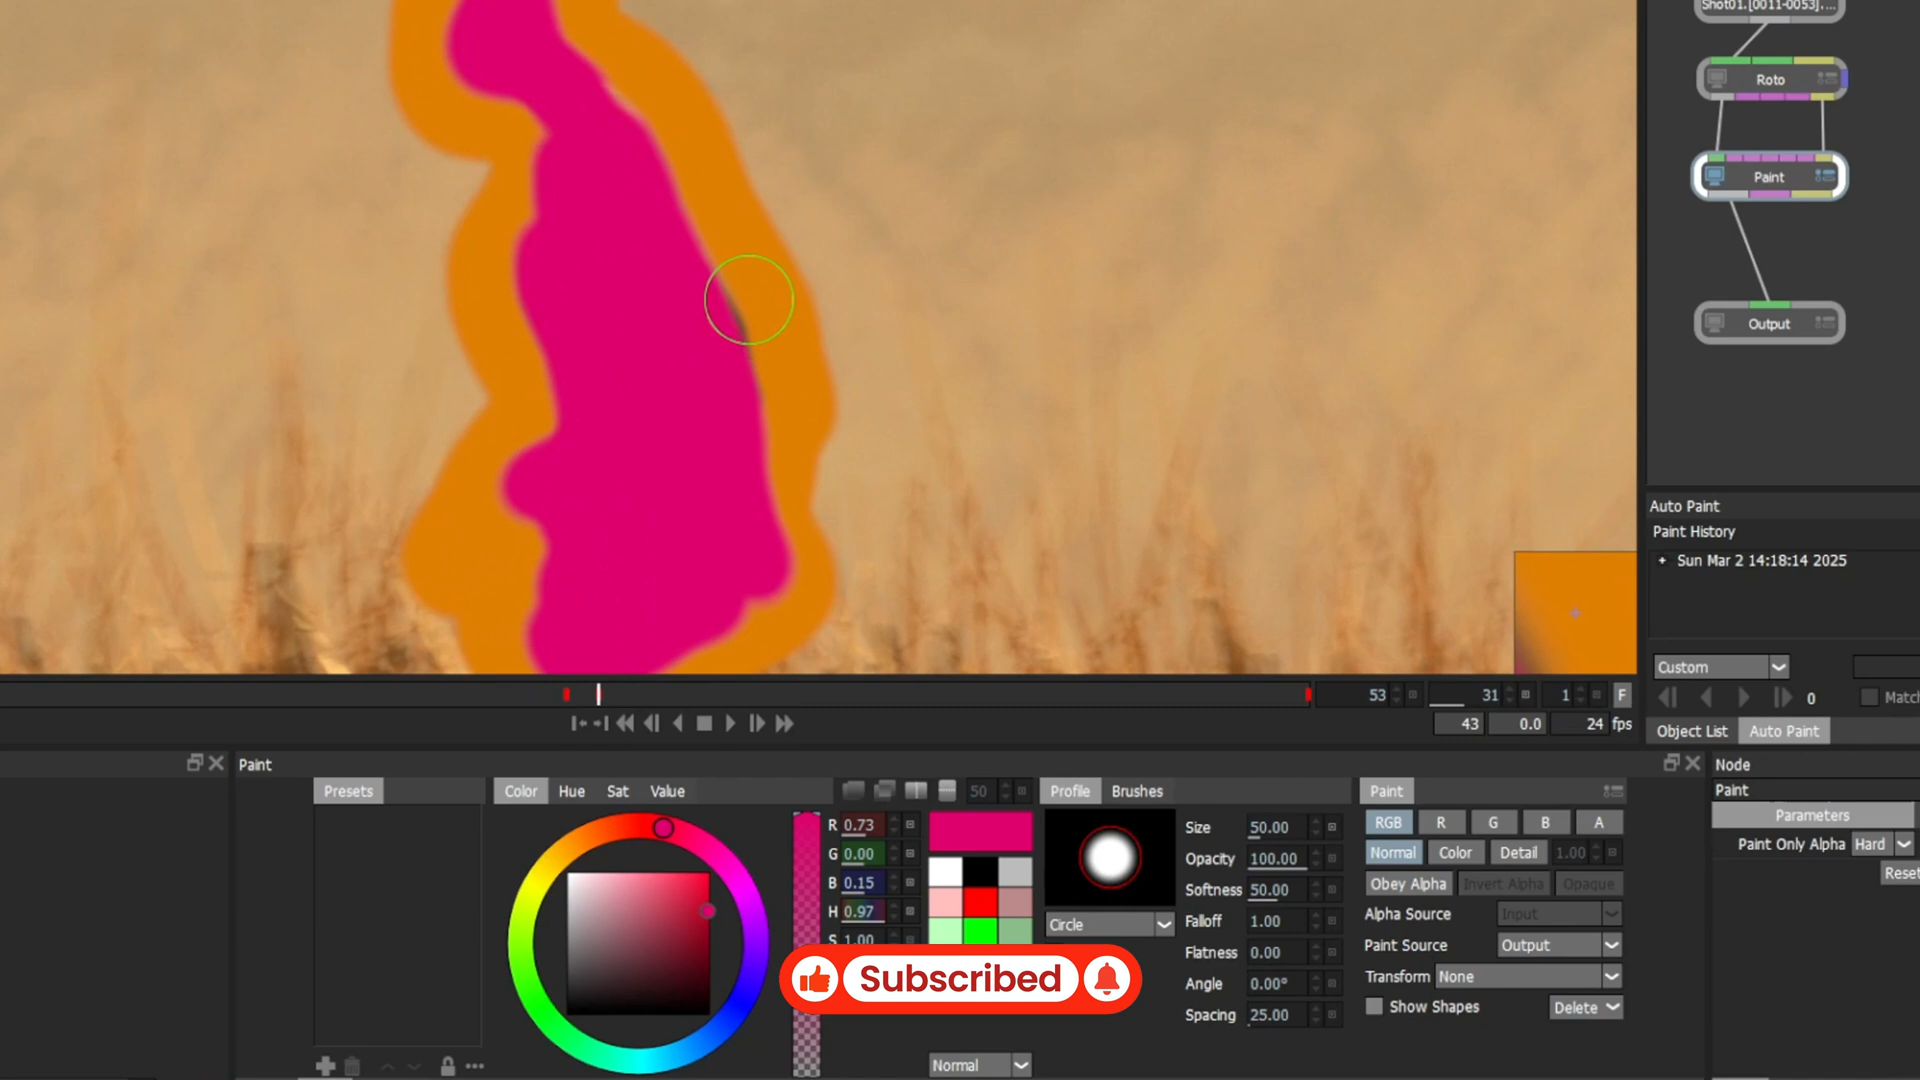 Shot01.[0011-0053]....
Roto
Paint
Output
Auto Paint
Paint History
+ Sun Mar 2 14:18:14 2025
Custom
0
Match
Object List
Auto Paint
53
31
1
F
43
0.0
24
fps
Paint
Presets
Color
Hue
Sat
Value
50
R 0.73
G 0.00
B 0.15
H 0.97
S 1.00
Normal
Profile
Brushes
Circle
Size 50.00
Opacity 100.00
Softness 50.00
Falloff 1.00
Flatness 0.00
Angle 0.00°
Spacing 25.00
Paint
RGB R G B A
Normal Color Detail 1.00
Obey Alpha Invert Alpha Opaque
Alpha Source Input
Paint Source Output
Transform None
Show Shapes Delete
Node
Paint
Parameters
Paint Only Alpha Hard
Reset
Subscribed